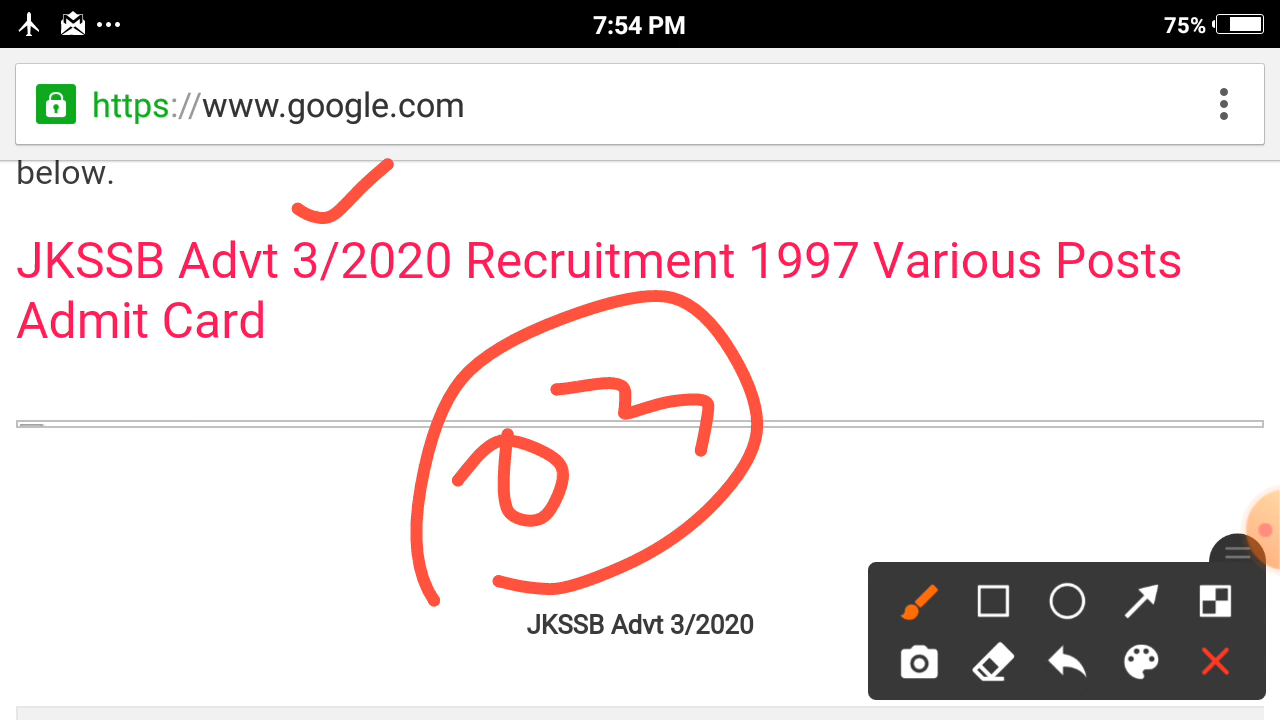 7:54 PM
75%
https://www.google.com
below.
JKSSB Advt 3/2020 Recruitment 1997 Various Posts
Admit Card
JKSSB Advt 3/2020